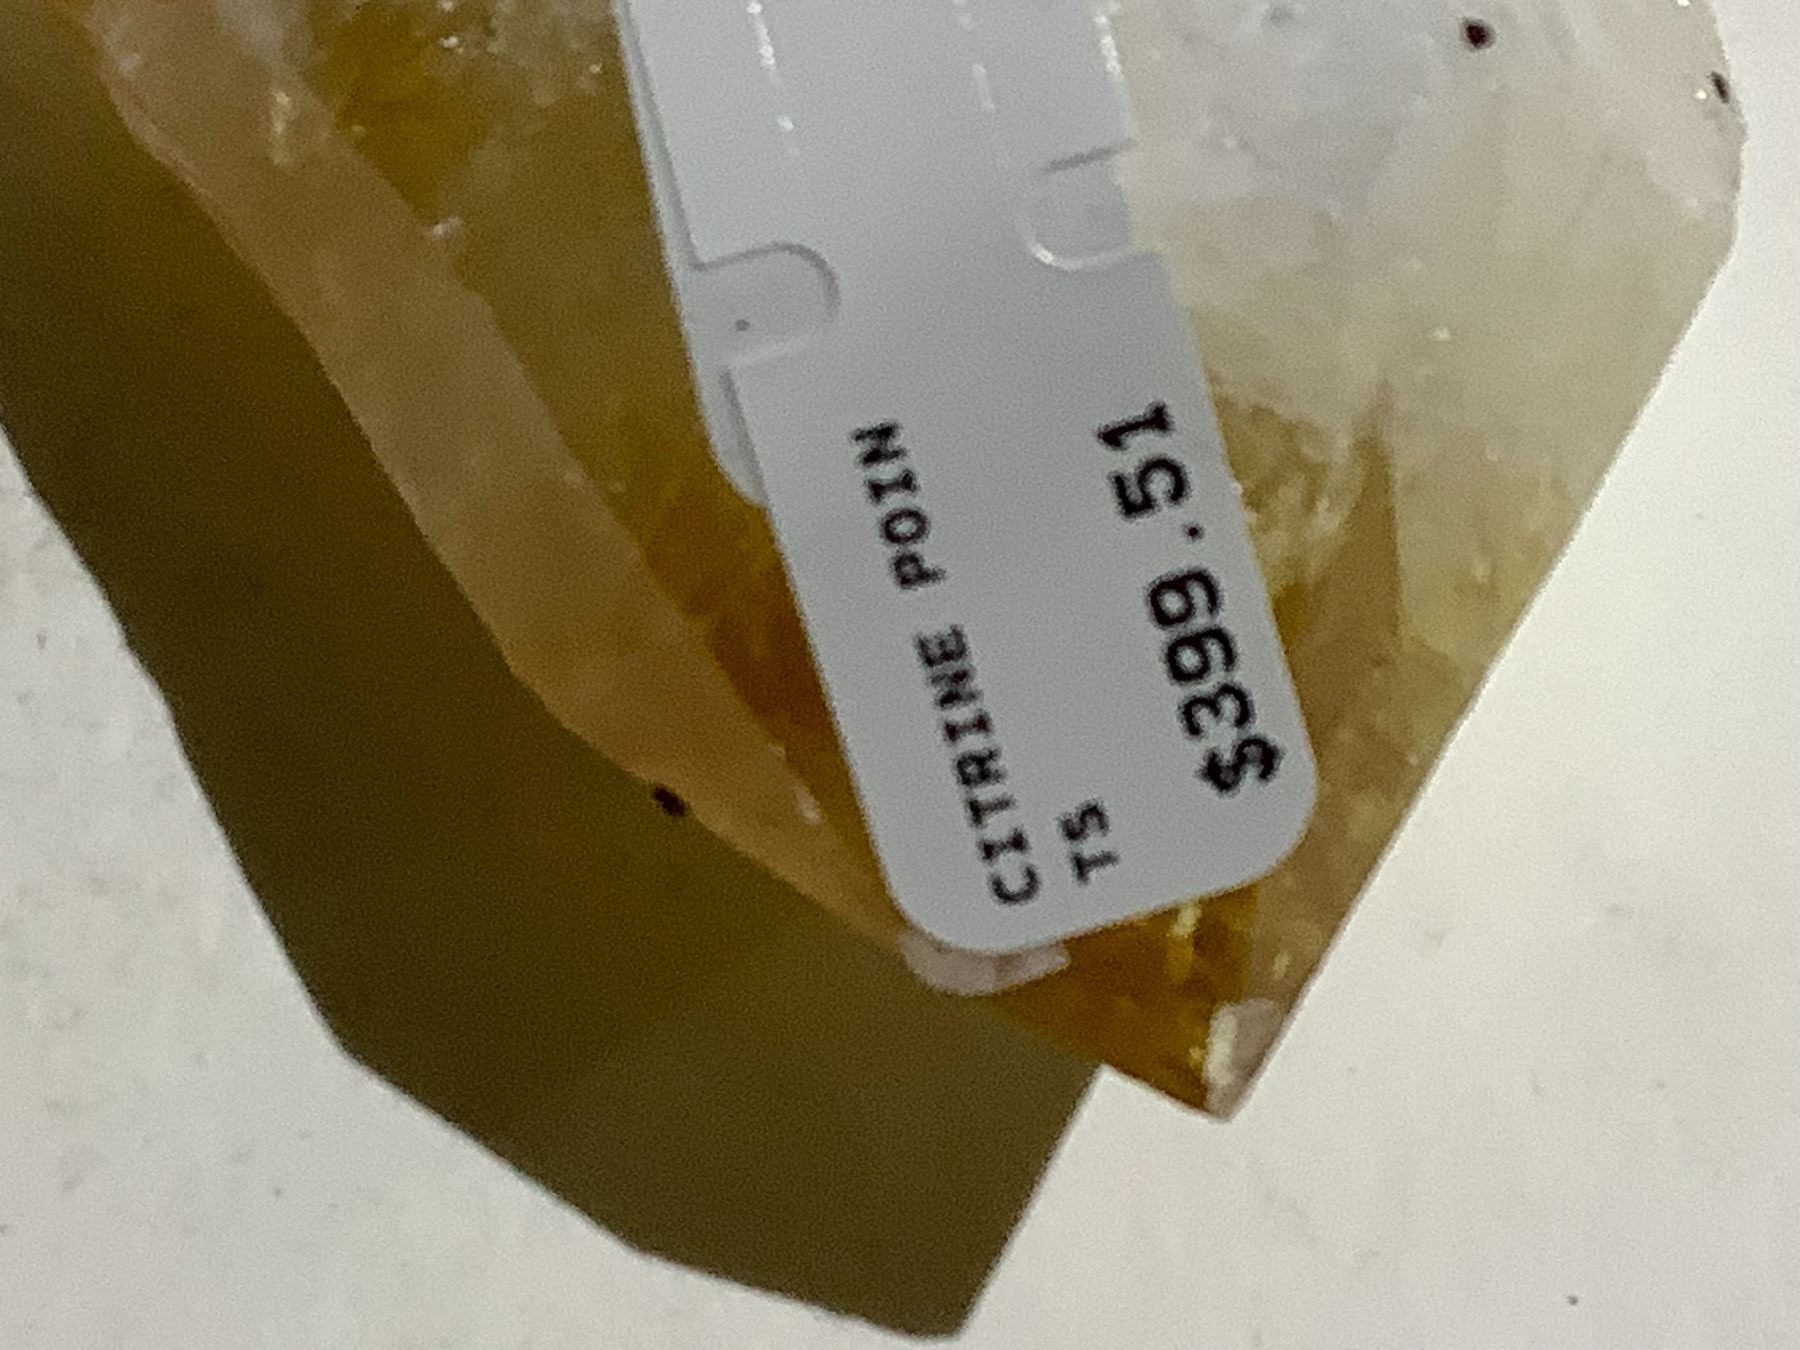 CITRINE POIN
TS
$399.51